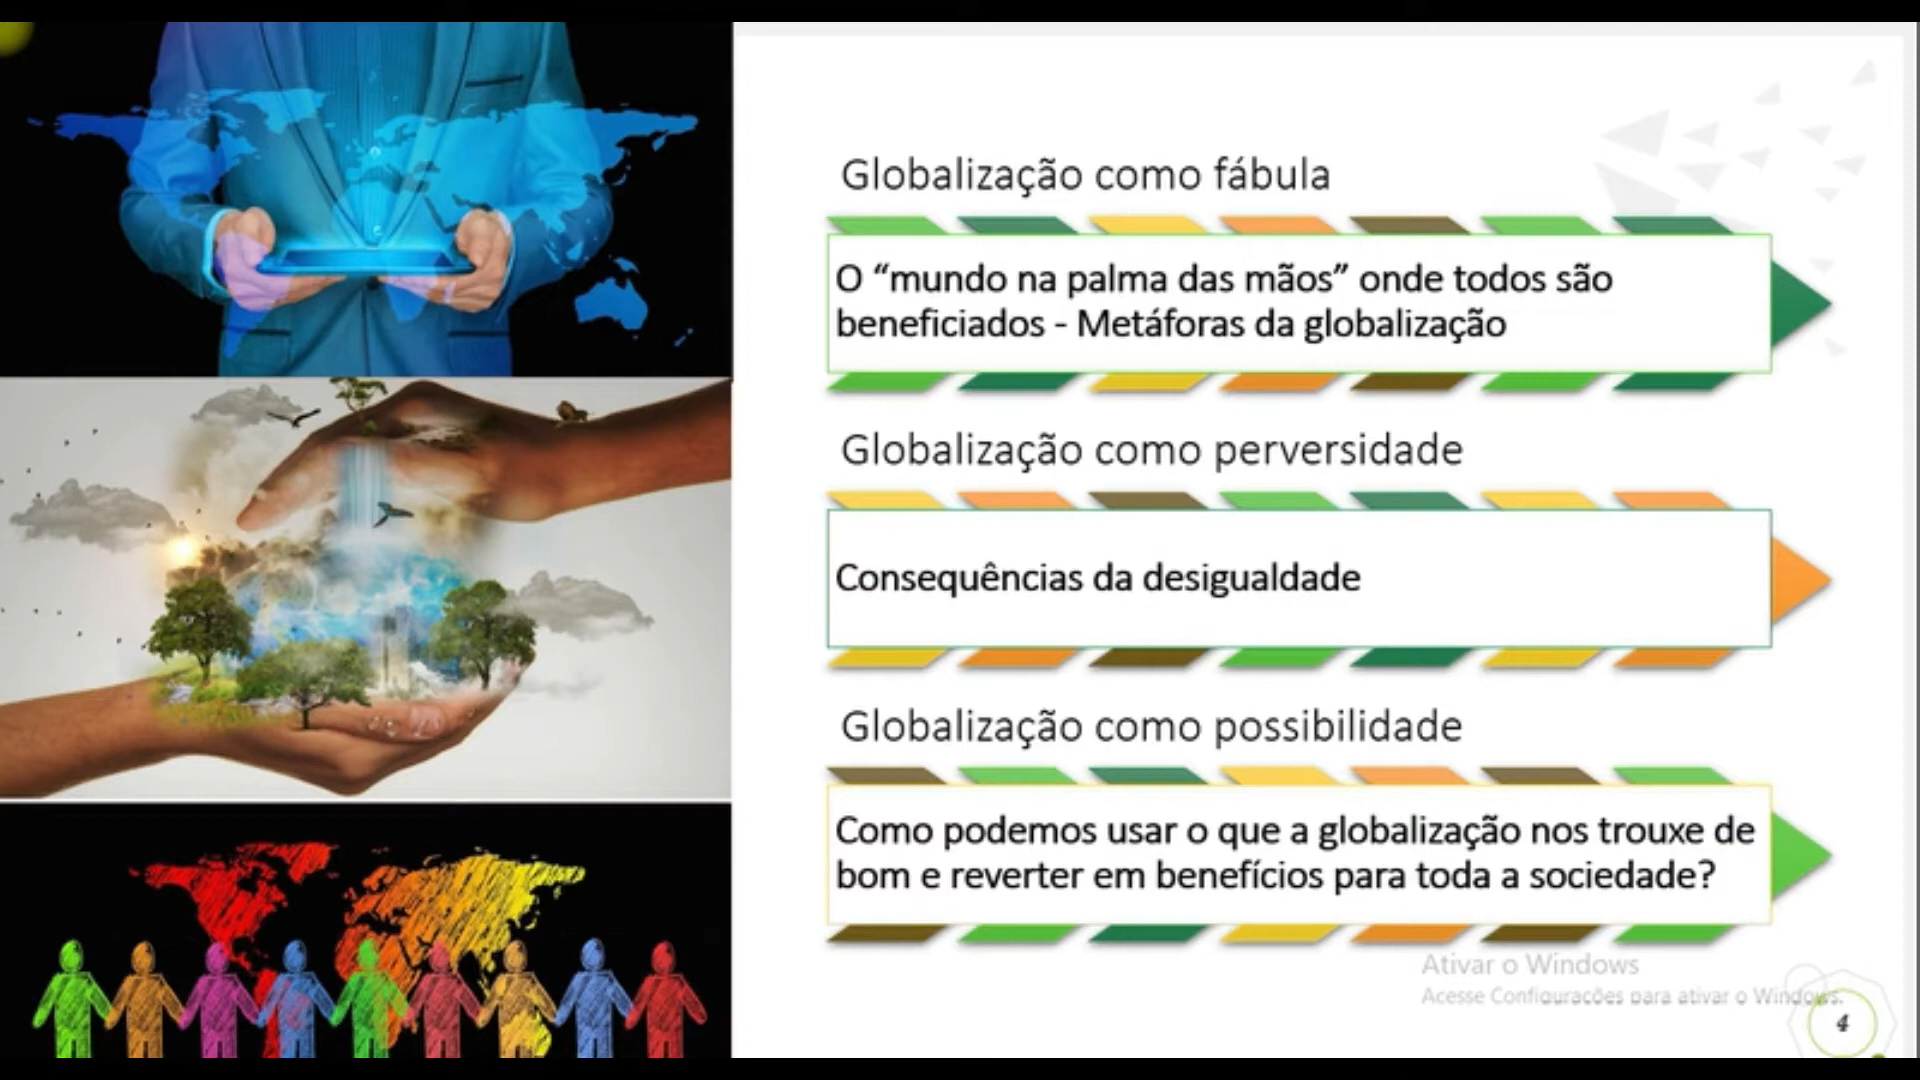 Globalização como fábula
O “mundo na palma das mãos” onde todos são
beneficiados - Metáforas da globalização
Globalização como perversidade
Consequências da desigualdade
Globalização como possibilidade
Como podemos usar o que a globalização nos trouxe de
bom e reverter em benefícios para toda a sociedade?
Ativar o Windows
Acesse Configurações para ativar o Windows.
4